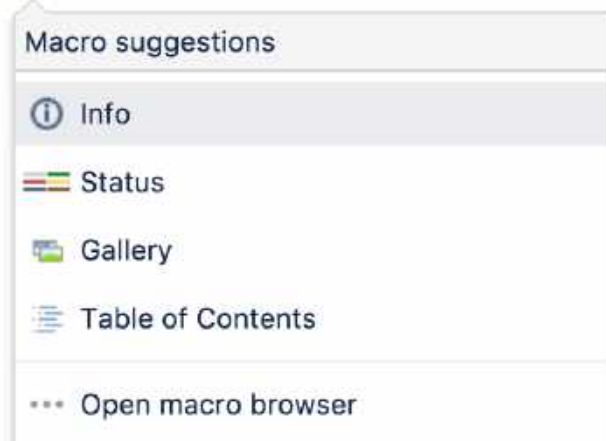 Macro suggestions
Info
Status
Gallery
Table of Contents
Open macro browser